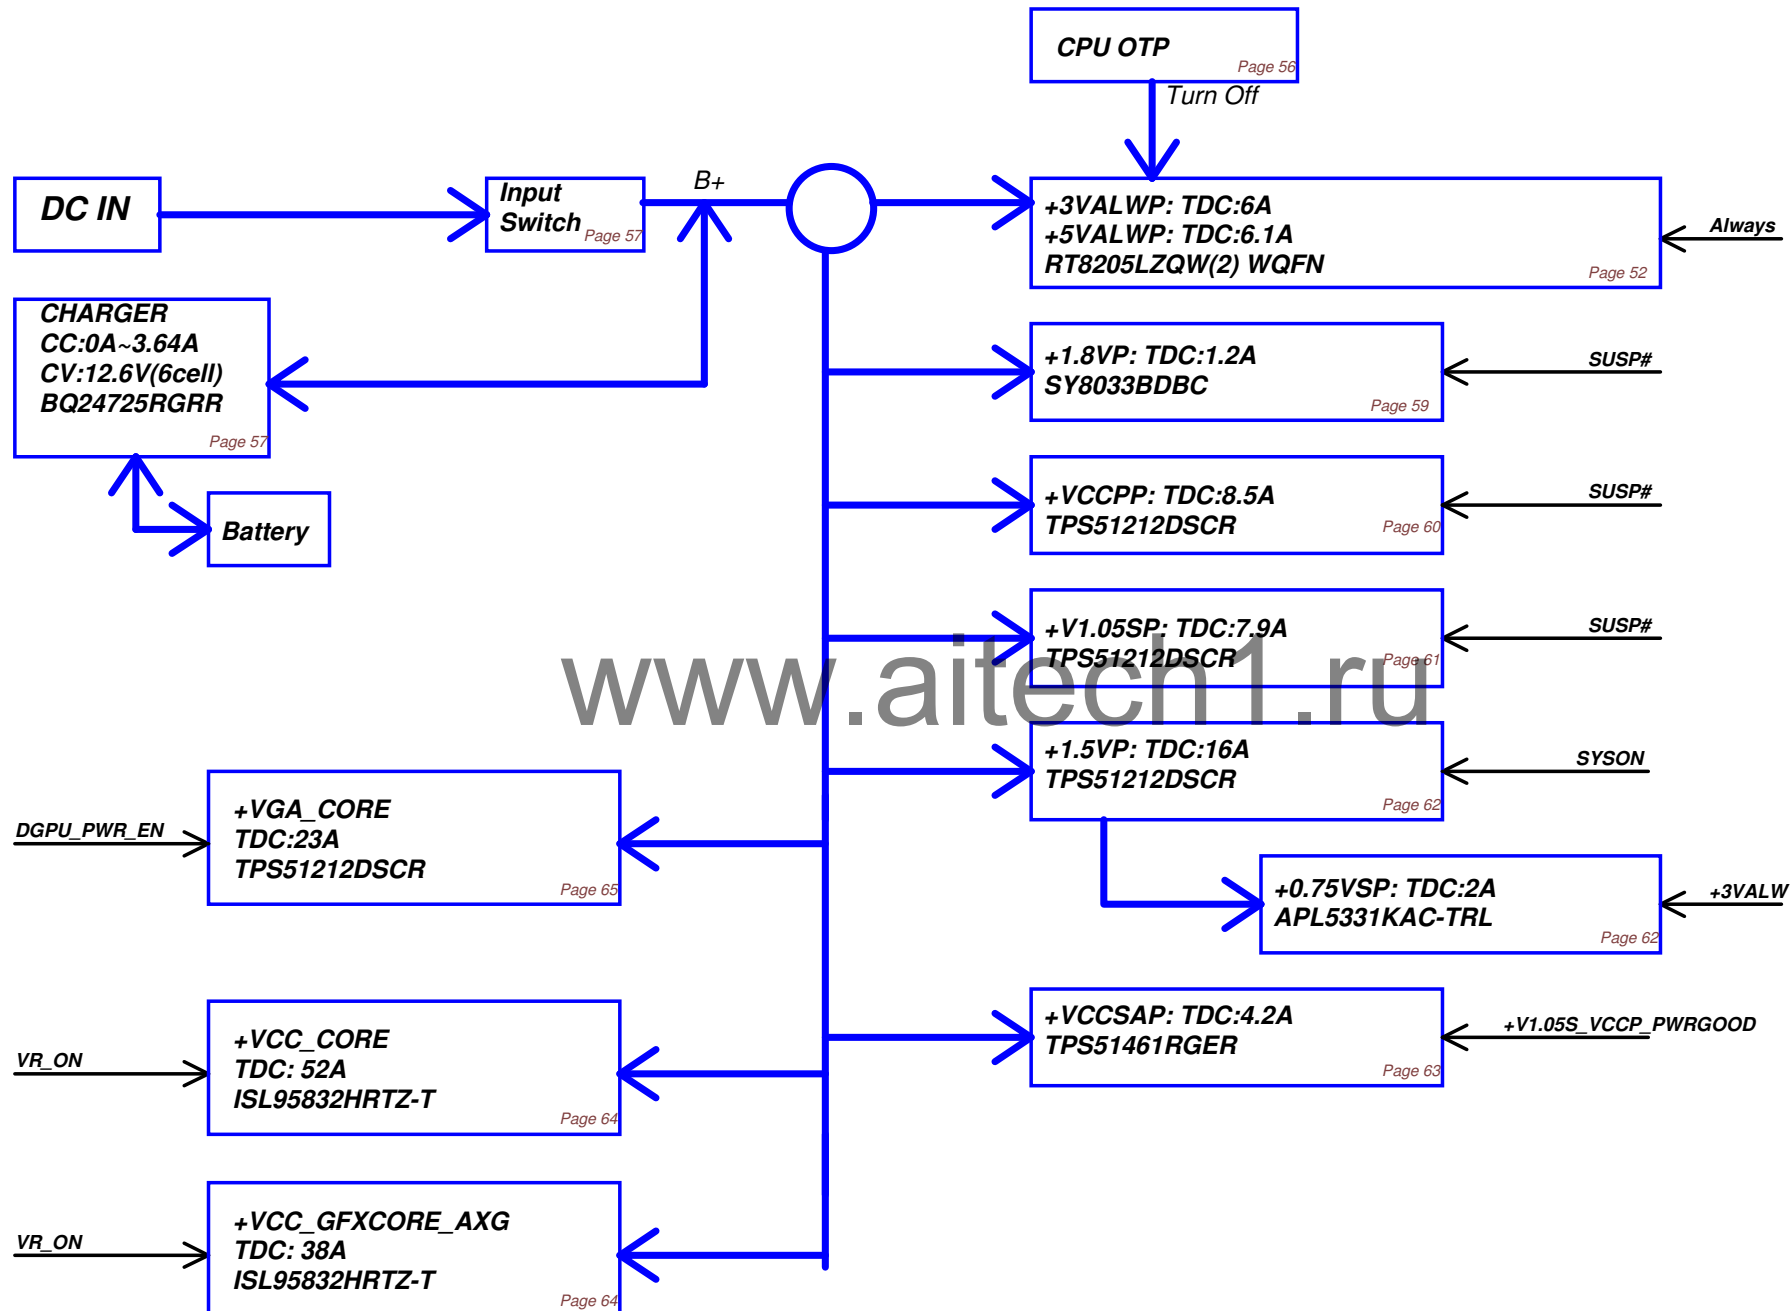 CPU OTP
Page 56
Turn Off
DC IN
Input
Switch
Page 57
B+
+3VALWP: TDC:6A
+5VALWP: TDC:6.1A
RT8205LZQW(2) WQFN
Page 52
Always
CHARGER
CC:0A~3.64A
CV:12.6V(6cell)
BQ24725RGRR
Page 57
Battery
+1.8VP: TDC:1.2A
SY8033BDBC
Page 59
SUSP#
+VCCPP: TDC:8.5A
TPS51212DSCR
Page 60
SUSP#
+V1.05SP: TDC:7.9A
TPS51212DSCR
Page 61
SUSP#
www.aitech1.ru
+1.5VP: TDC:16A
TPS51212DSCR
Page 62
SYSON
+0.75VSP: TDC:2A
APL5331KAC-TRL
Page 62
+3VALW
+VCCSAP: TDC:4.2A
TPS51461RGER
Page 63
+V1.05S_VCCP_PWRGOOD
DGPU_PWR_EN
+VGA_CORE
TDC:23A
TPS51212DSCR
Page 65
VR_ON
+VCC_CORE
TDC: 52A
ISL95832HRTZ-T
Page 64
VR_ON
+VCC_GFXCORE_AXG
TDC: 38A
ISL95832HRTZ-T
Page 64